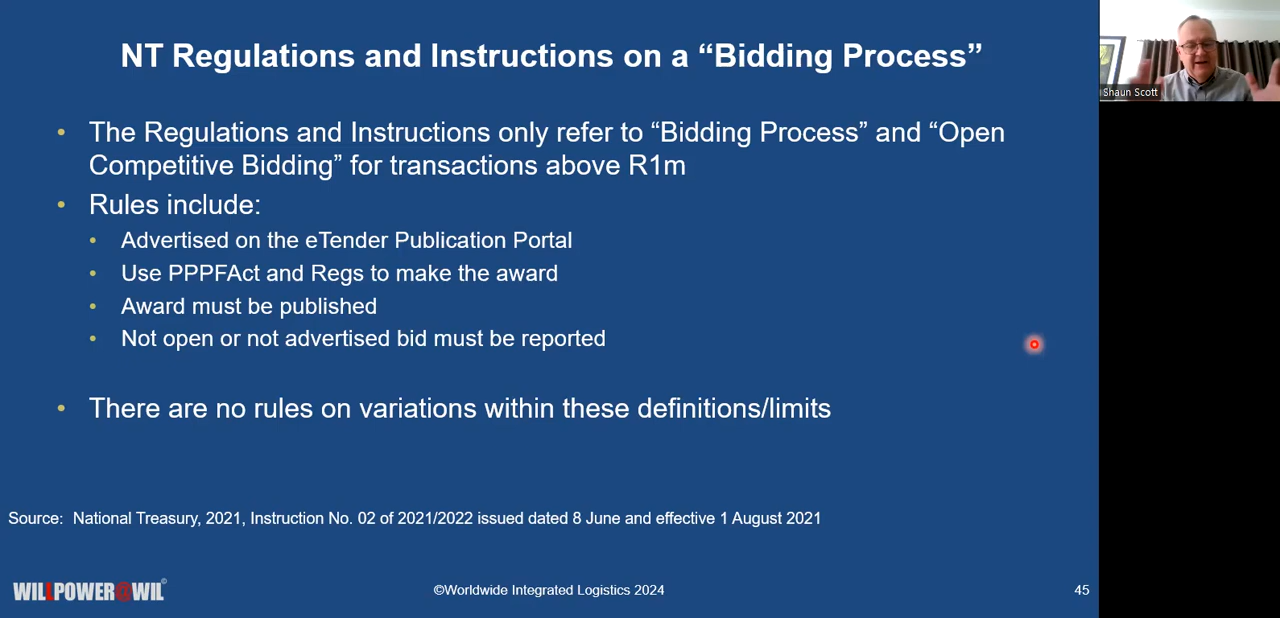 NT Regulations and Instructions on a “Bidding Process”
Shaun Scott
• The Regulations and Instructions only refer to “Bidding Process” and “Open
Competitive Bidding” for transactions above R1m
• Rules include:
• Advertised on the eTender Publication Portal
• Use PPPFAct and Regs to make the award
• Award must be published
• Not open or not advertised bid must be reported
• There are no rules on variations within these definitions/limits
Source: National Treasury, 2021, Instruction No. 02 of 2021/2022 issued dated 8 June and effective 1 August 2021
WILLPOWER@WIL©
©Worldwide Integrated Logistics 2024
45